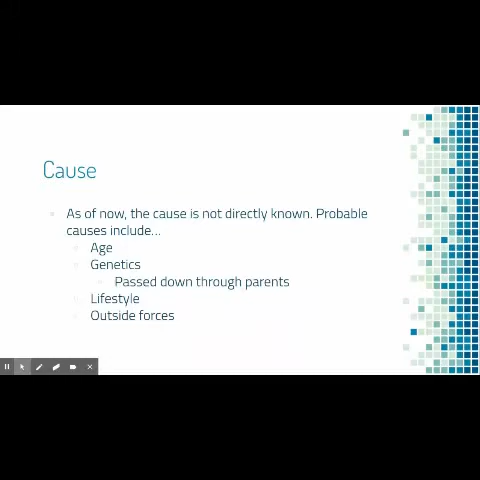 Cause
As of now, the cause is not directly known. Probable
causes include...
Age
Genetics
Passed down through parents
Lifestyle
Outside forces